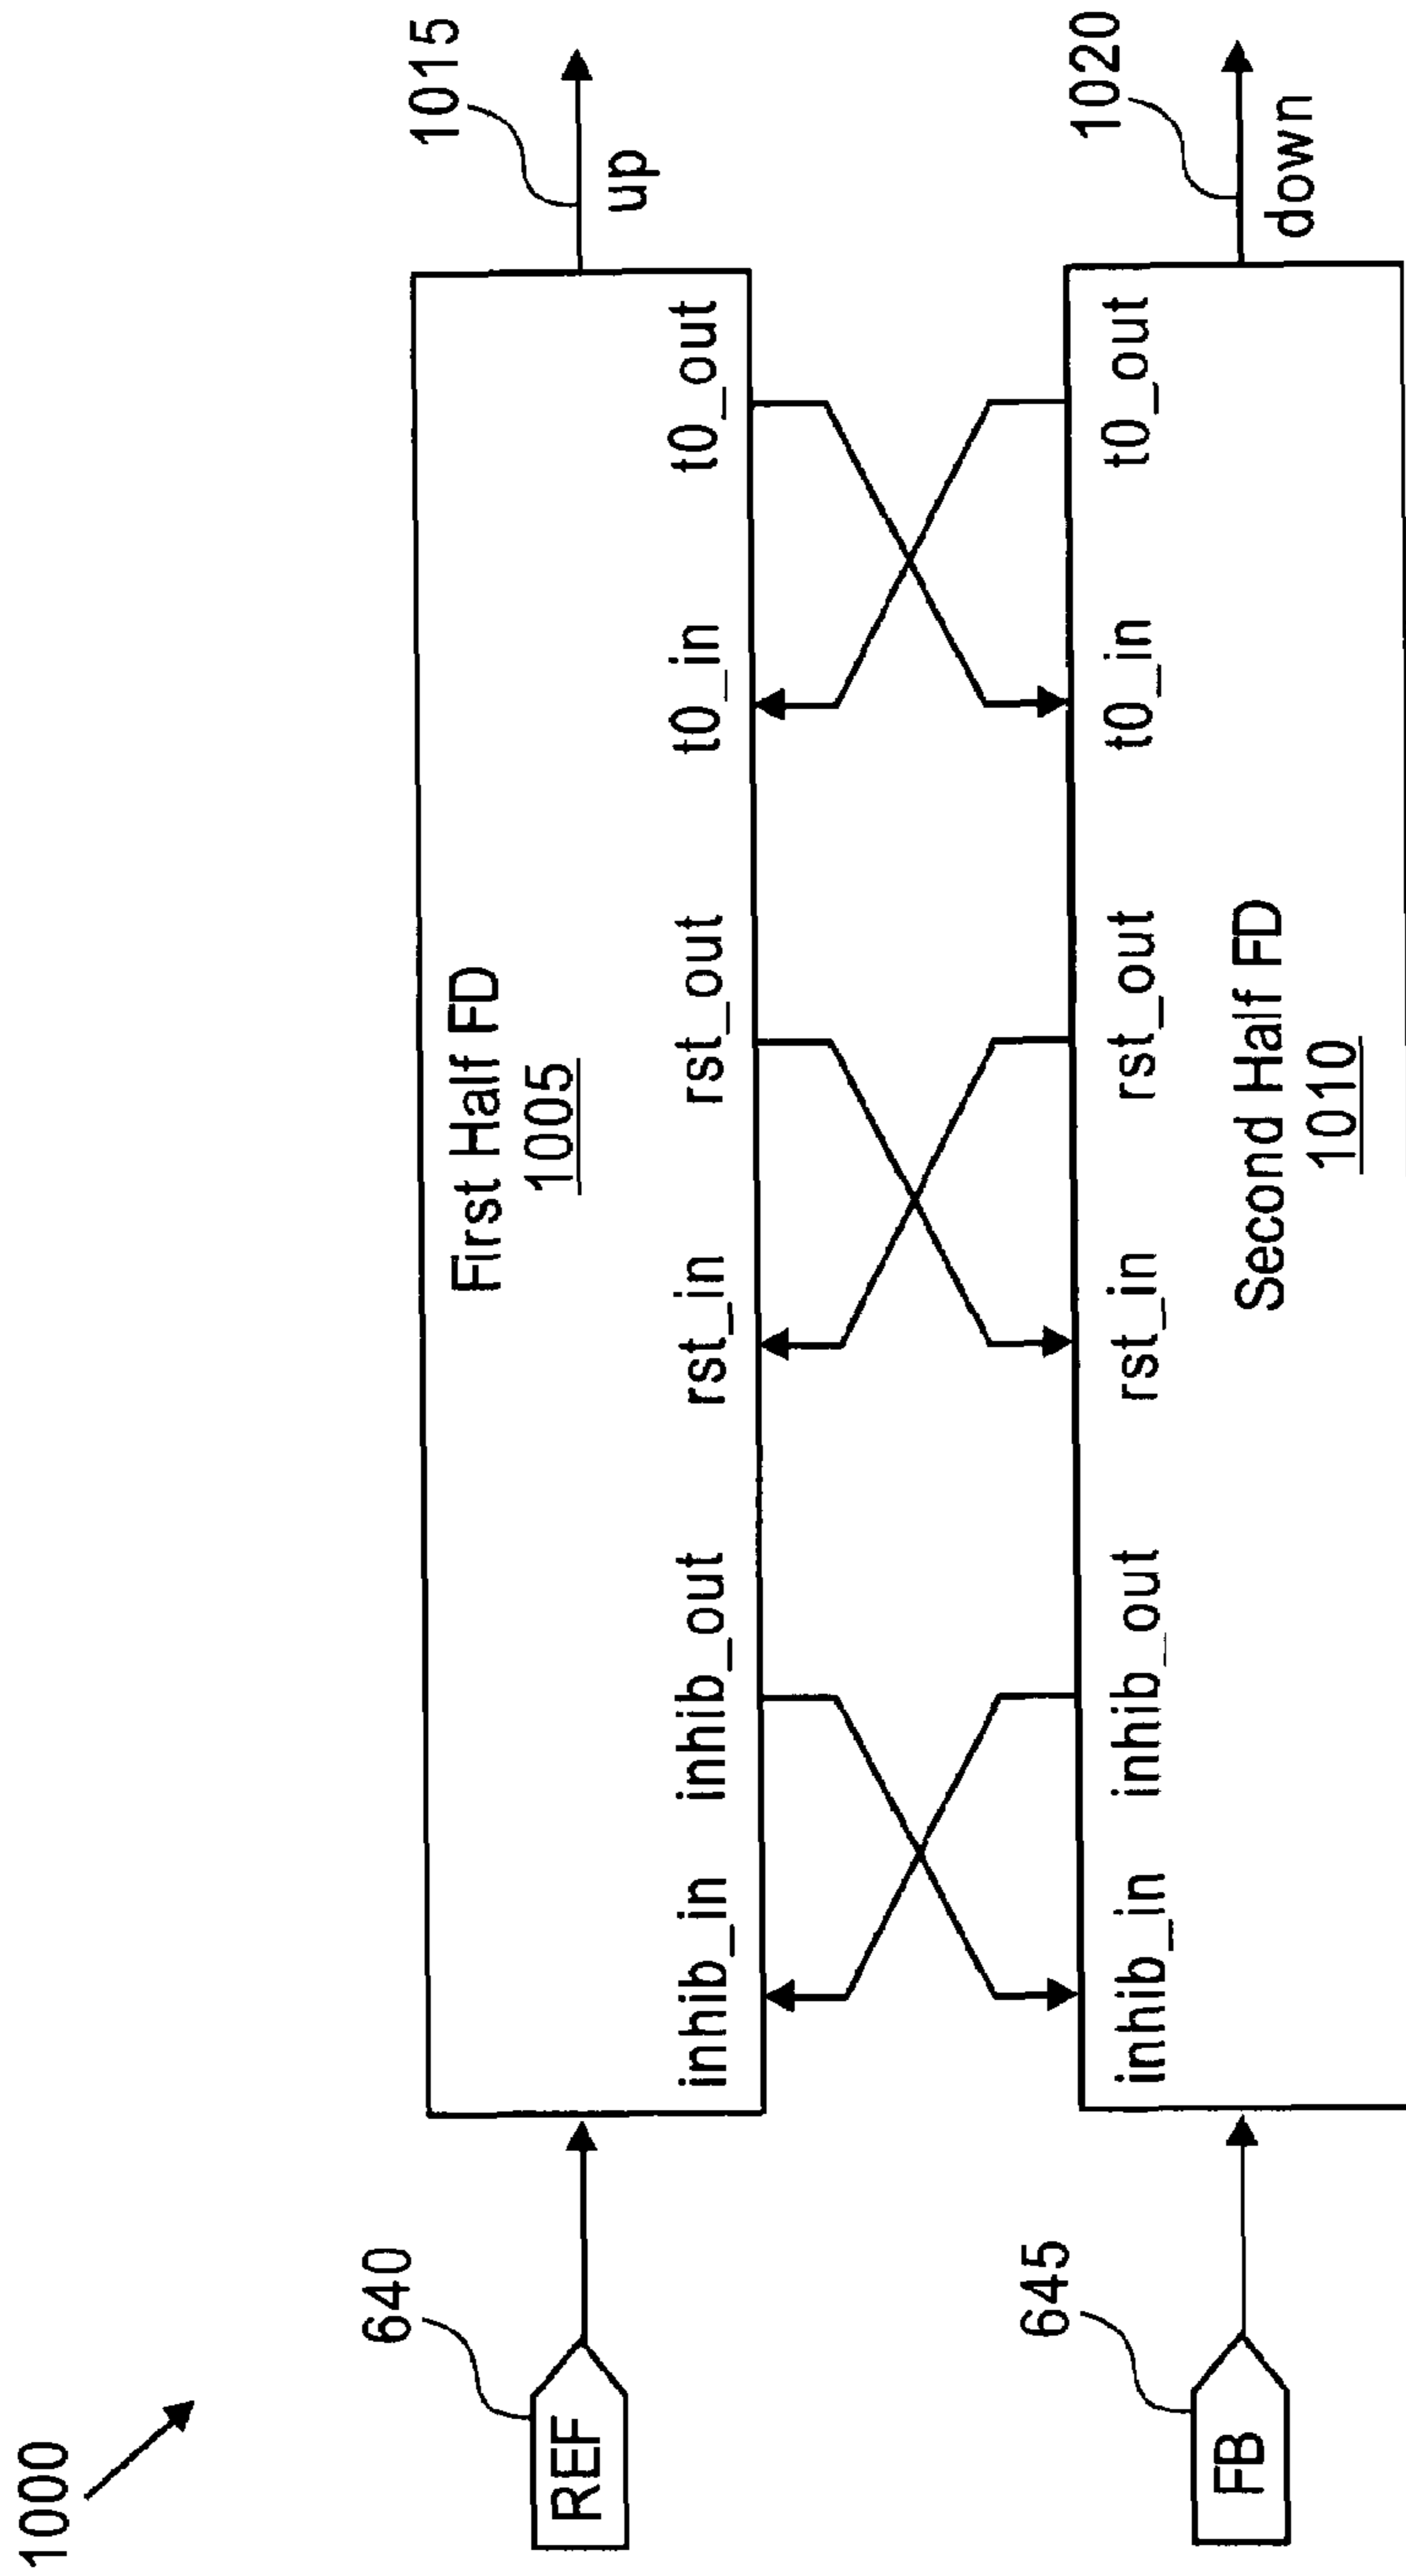 1000
640
REF
First Half FD
1005
inhib_in inhib_out rst_in rst_out t0_in t0_out
1015
up
645
FB
inhib_in inhib_out rst_in rst_out t0_in t0_out
Second Half FD
1010
1020
down